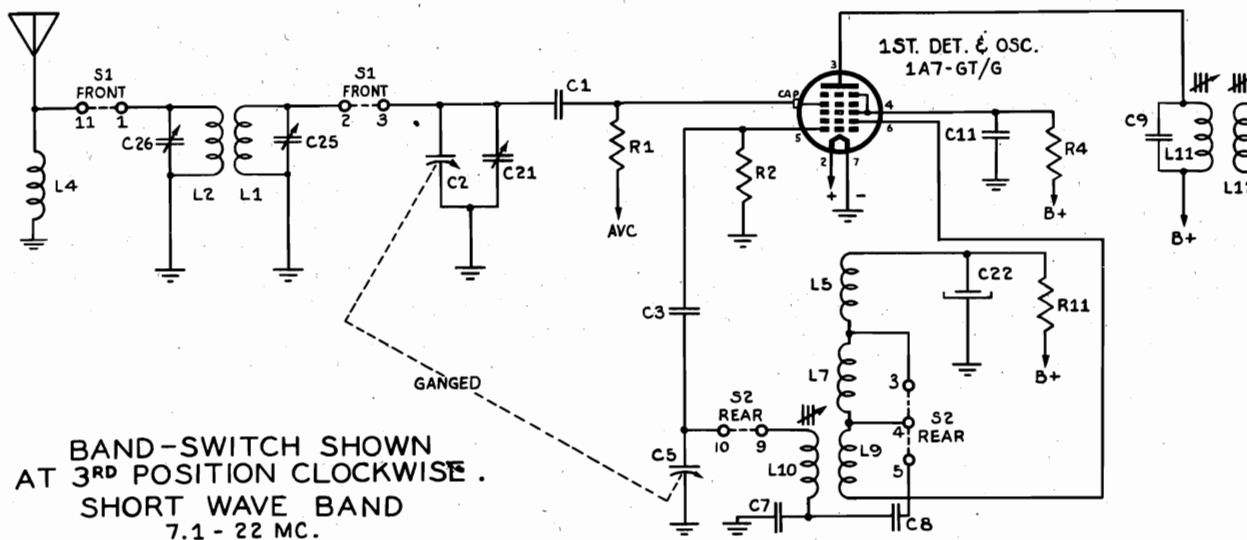 1ST. DET. & OSC.
1A7-GT/G
S1
FRONT
11 1
S1
FRONT
2 3
C1
CAP
3
4
6
5
2
7
+ -
C26
L2
L1
C25
L4
C2
C21
R1
AVC
R2
C11
R4
B+
C9
L11
B+
L12
C3
L5
C22
R11
B+
L7
3
4
5
S2
REAR
GANGED
S2
REAR
10 9
L10
L9
C5
C7
C8
BAND-SWITCH SHOWN
AT 3RD POSITION CLOCKWISE.
SHORT WAVE BAND
7.1 - 22 MC.